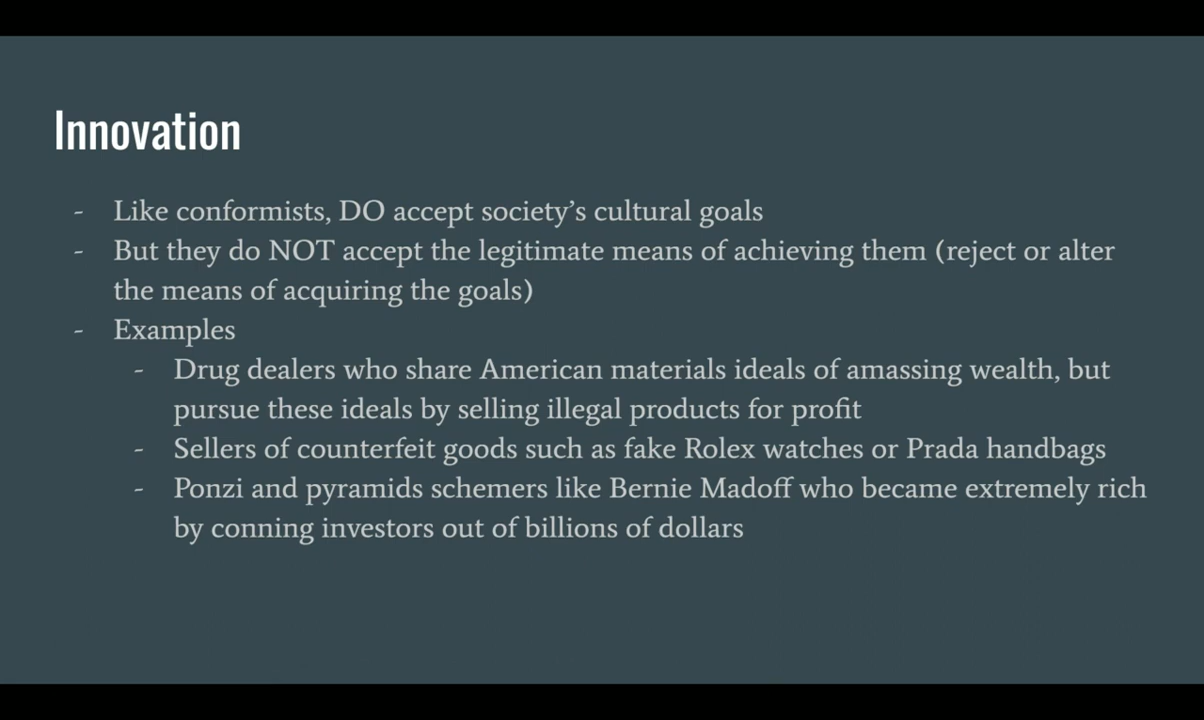 Innovation
- Like conformists, DO accept society’s cultural goals
- But they do NOT accept the legitimate means of achieving them (reject or alter
the means of acquiring the goals)
- Examples
- Drug dealers who share American materials ideals of amassing wealth, but
pursue these ideals by selling illegal products for profit
- Sellers of counterfeit goods such as fake Rolex watches or Prada handbags
- Ponzi and pyramids schemers like Bernie Madoff who became extremely rich
by conning investors out of billions of dollars